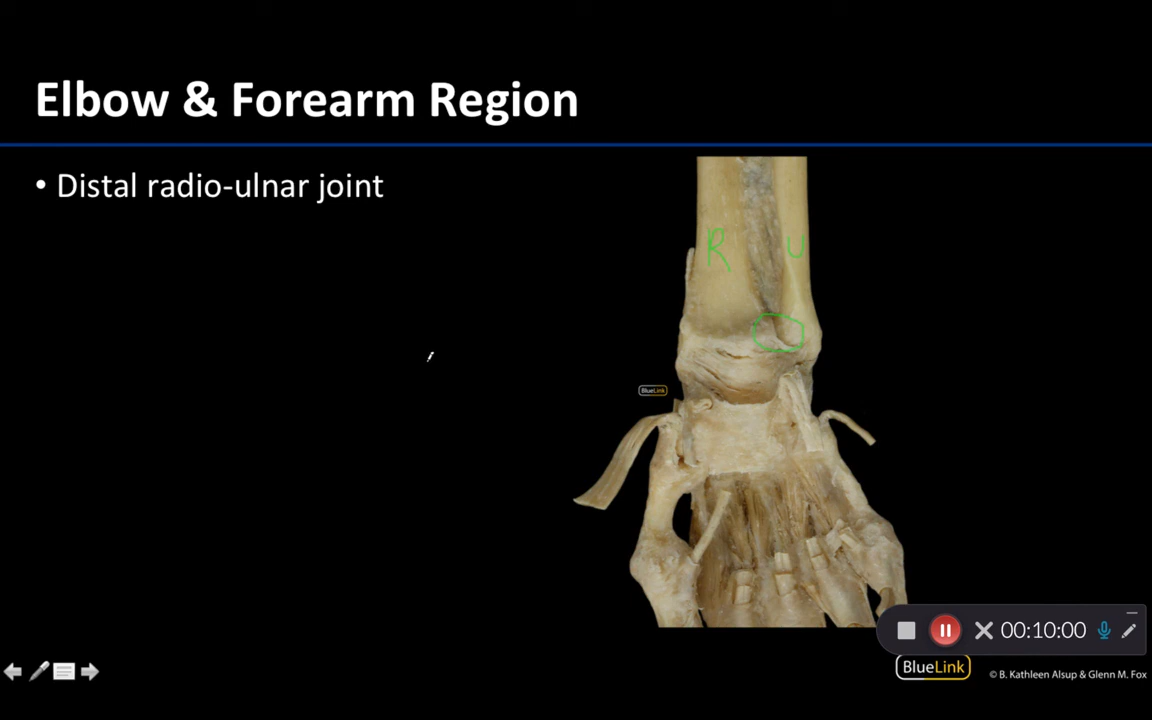 Elbow & Forearm Region
• Distal radio-ulnar joint
R U
BlueLink
00:10:00
BlueLink
© B. Kathleen Alsup & Glenn M. Fox